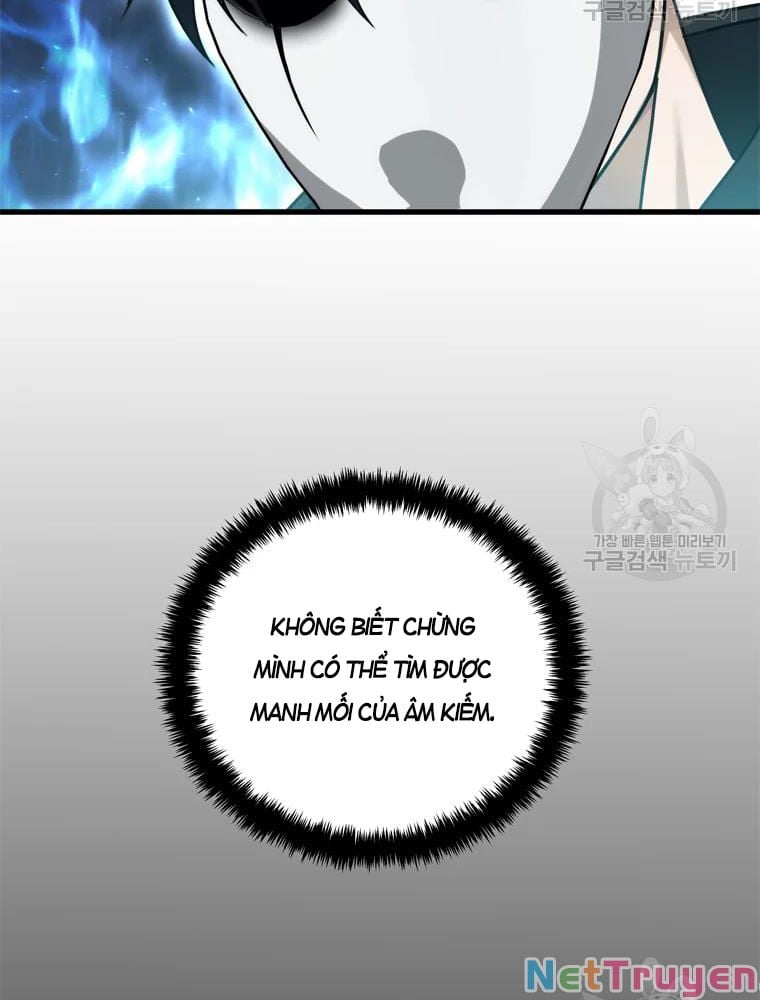 구글검색 뉴토끼
가장 빠른 웹툰 미리보기
구글검색 뉴토끼
KHÔNG BIẾT CHỪNG
MÌNH CÓ THỂ TÌM ĐƯỢC
MANH MỐI CỦA ÂM KIẾM.
NetTruyen